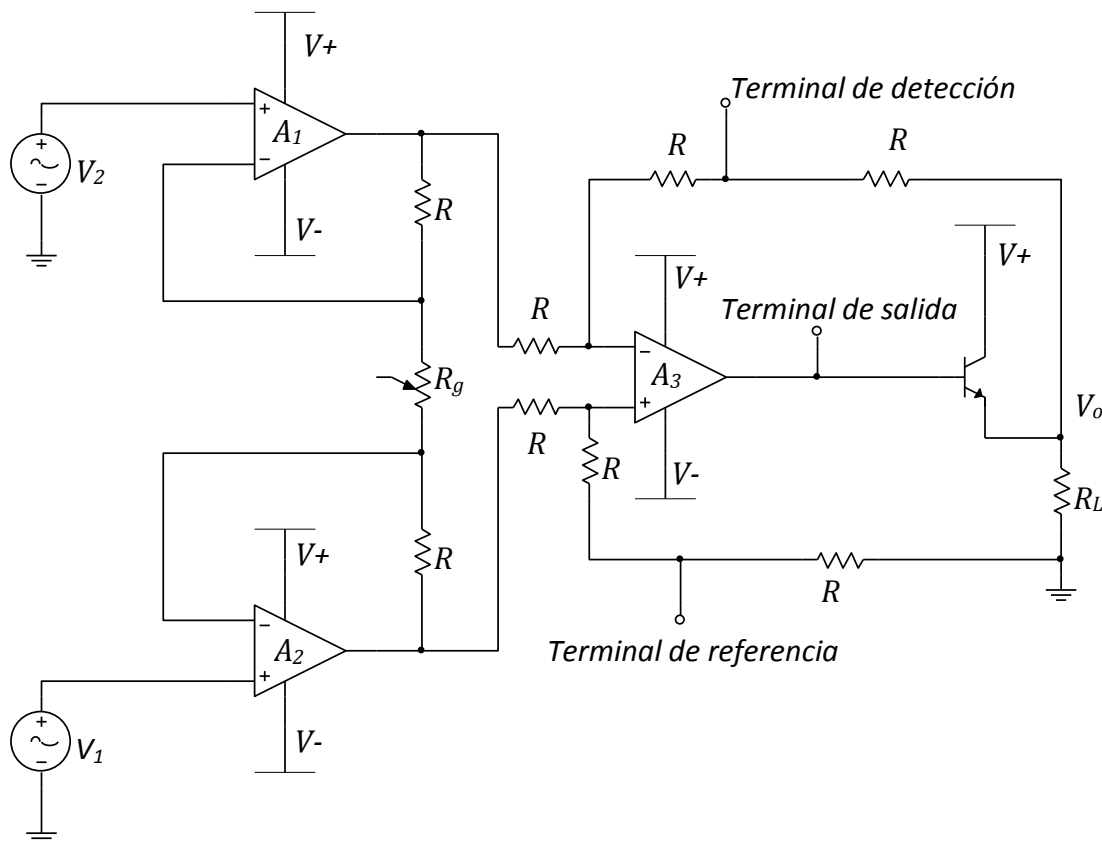 V+
Terminal de detección
A1
R
R
V2
R
V-
V+
V+
Terminal de salida
R
Rg
A3
Vo
R
R
V-
RL
V+
R
R
A2
Terminal de referencia
V1
V-